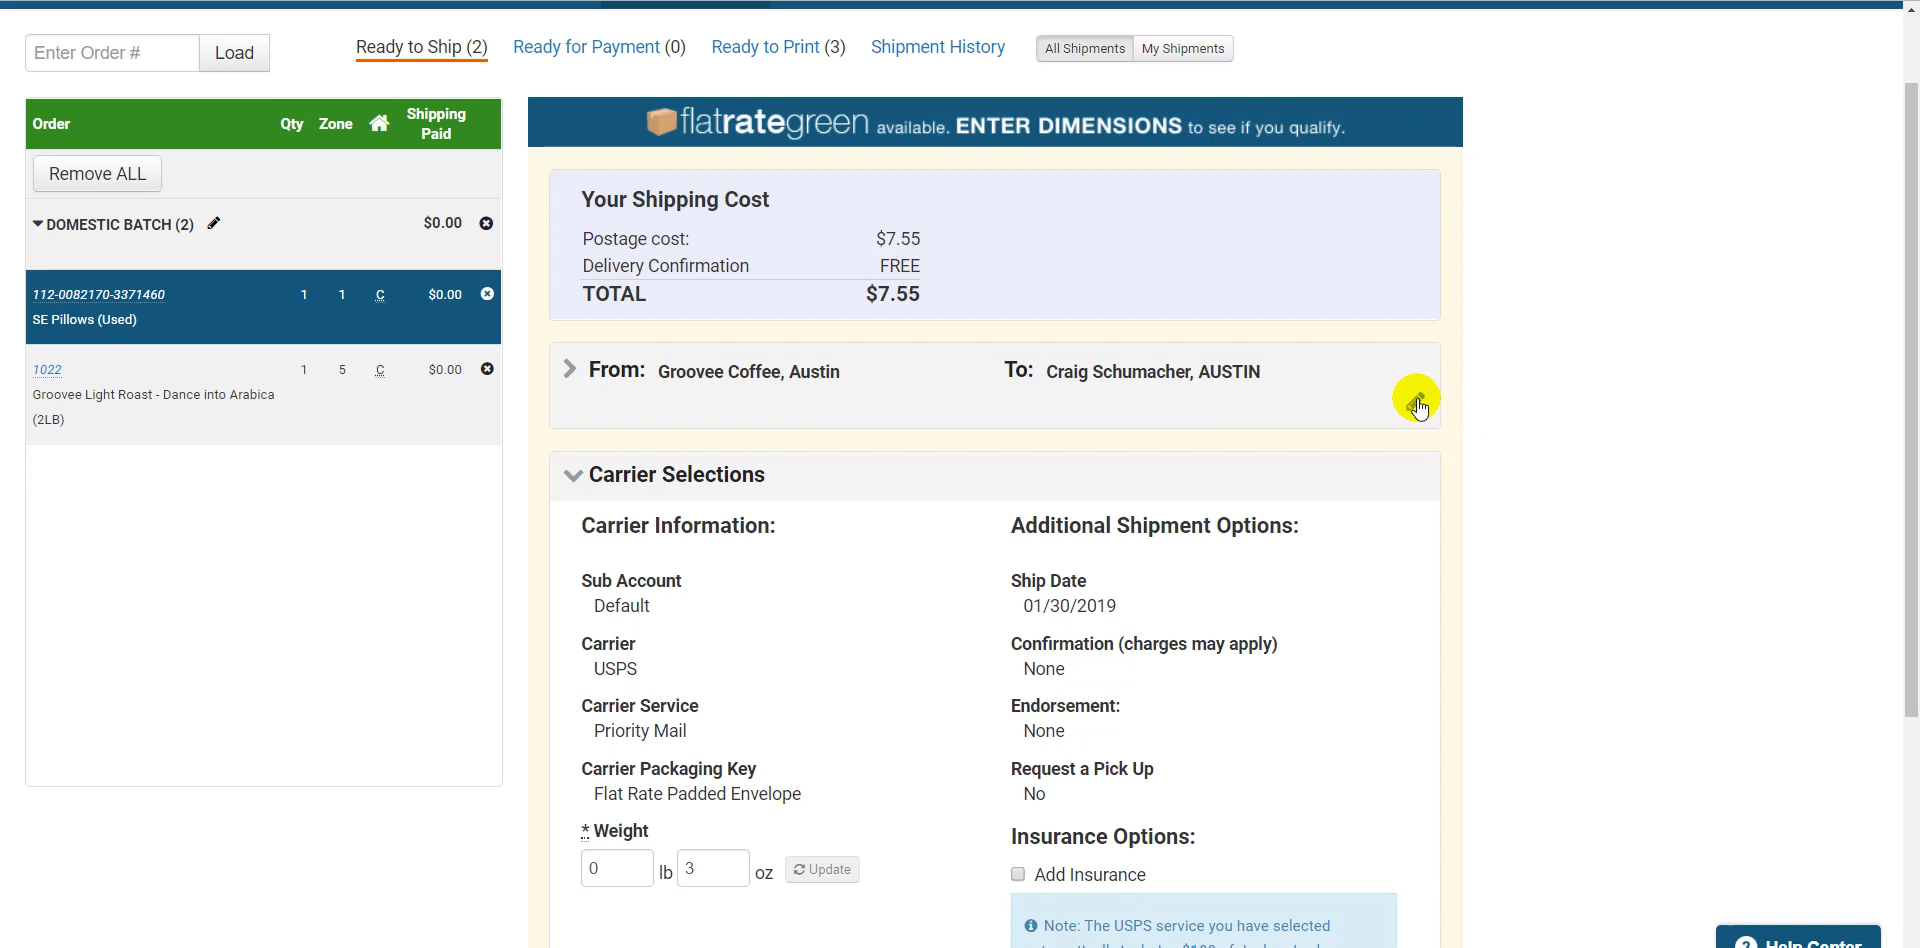 Enter Order #
Load
Ready to Ship (2)
Ready for Payment (0)
Ready to Print (3)
Shipment History
All Shipments
My Shipments
Order
Qty
Zone
Shipping
Paid
Remove ALL
DOMESTIC BATCH (2)
$0.00
112-0082170-3371460
1
1
C
$0.00
SE Pillows (Used)
1022
1
5
C
$0.00
Groovee Light Roast - Dance into Arabica
(2LB)
flatrategreen available. ENTER DIMENSIONS to see if you qualify.
Your Shipping Cost
Postage cost: $7.55
Delivery Confirmation FREE
TOTAL $7.55
From: Groovee Coffee, Austin
To: Craig Schumacher, AUSTIN
Carrier Selections
Carrier Information:
Sub Account
Default
Carrier
USPS
Carrier Service
Priority Mail
Carrier Packaging Key
Flat Rate Padded Envelope
* Weight
0 lb 3 oz Update
Additional Shipment Options:
Ship Date
01/30/2019
Confirmation (charges may apply)
None
Endorsement:
None
Request a Pick Up
No
Insurance Options:
Add Insurance
Note: The USPS service you have selected
Help Center